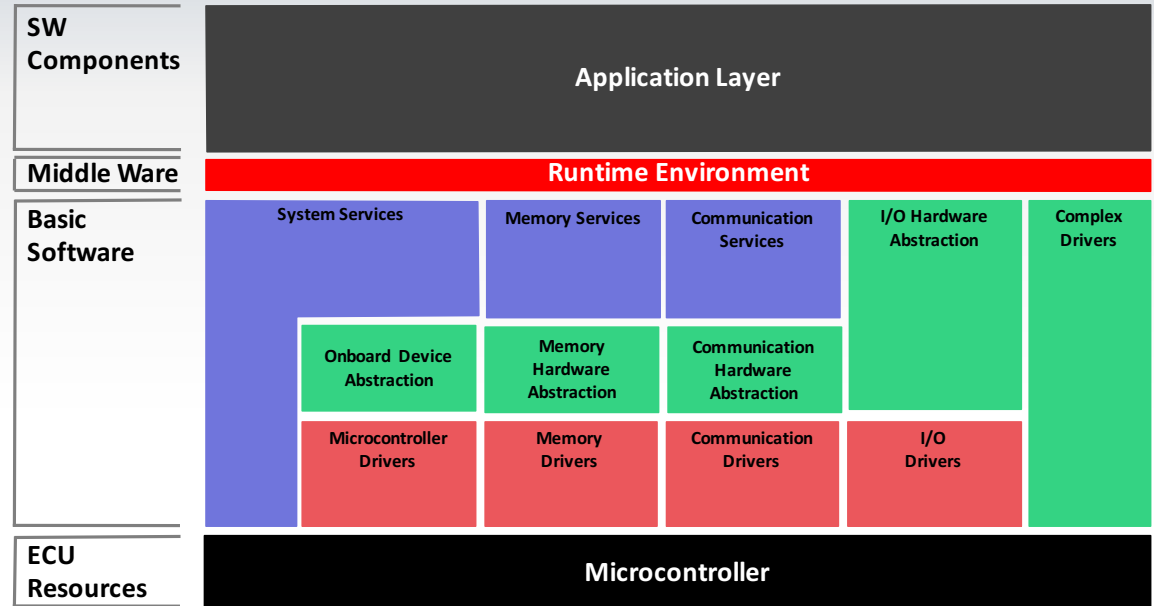 SW
Components
Application Layer
Middle Ware
Runtime Environment
Basic
Software
System Services
Memory Services
Communication
Services
I/O Hardware
Abstraction
Complex
Drivers
Onboard Device
Abstraction
Memory
Hardware
Abstraction
Communication
Hardware
Abstraction
Microcontroller
Drivers
Memory
Drivers
Communication
Drivers
I/O
Drivers
ECU
Resources
Microcontroller